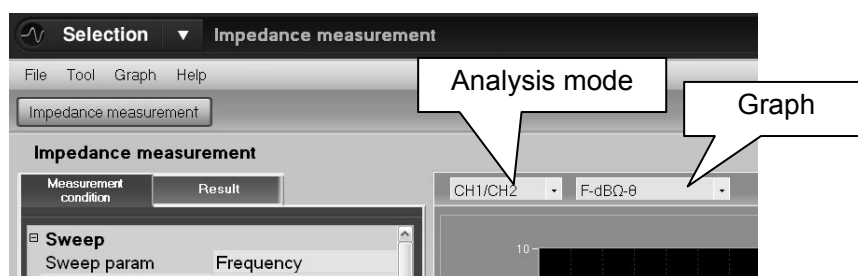 Selection ▼ Impedance measurement
File Tool Graph Help
Analysis mode
Graph
Impedance measurement
Impedance measurement
Measurement
condition
Result
CH1/CH2
F-dBΩ-θ
Sweep
Sweep param Frequency
10